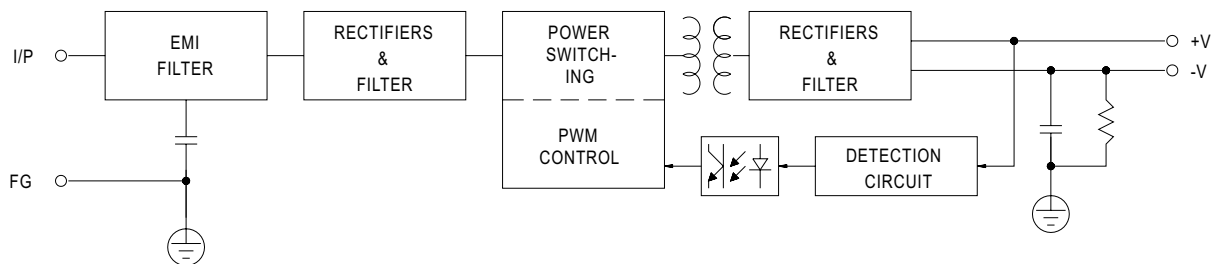 I/P
EMI
FILTER
RECTIFIERS
&
FILTER
POWER
SWITCH-
ING
PWM
CONTROL
RECTIFIERS
&
FILTER
+V
-V
DETECTION
CIRCUIT
FG